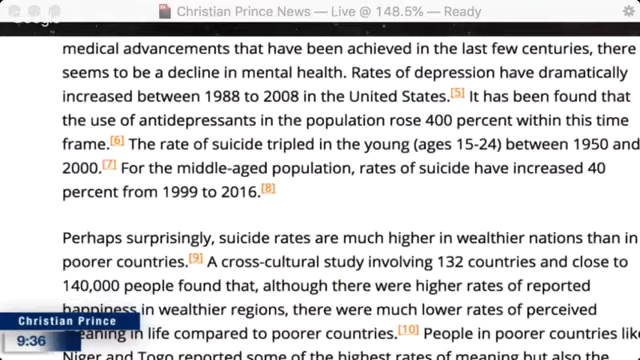 Christian Prince News — Live @ 148.5% — Ready
medical advancements that have been achieved in the last few centuries, there
seems to be a decline in mental health. Rates of depression have dramatically
increased between 1988 to 2008 in the United States.[5] It has been found that
the use of antidepressants in the population rose 400 percent within this time
frame.[6] The rate of suicide tripled in the young (ages 15-24) between 1950 and
2000.[7] For the middle-aged population, rates of suicide have increased 40
percent from 1999 to 2016.[8]
Perhaps surprisingly, suicide rates are much higher in wealthier nations than in
poorer countries.[9] A cross-cultural study involving 132 countries and close to
140,000 people found that, although there were higher rates of reported
happiness in wealthier regions, there were much lower rates of perceived
meaning in life compared to poorer countries.[10] People in poorer countries like
Niger and Togo reported some of the highest rates of meaning but also the
Christian Prince
9:36